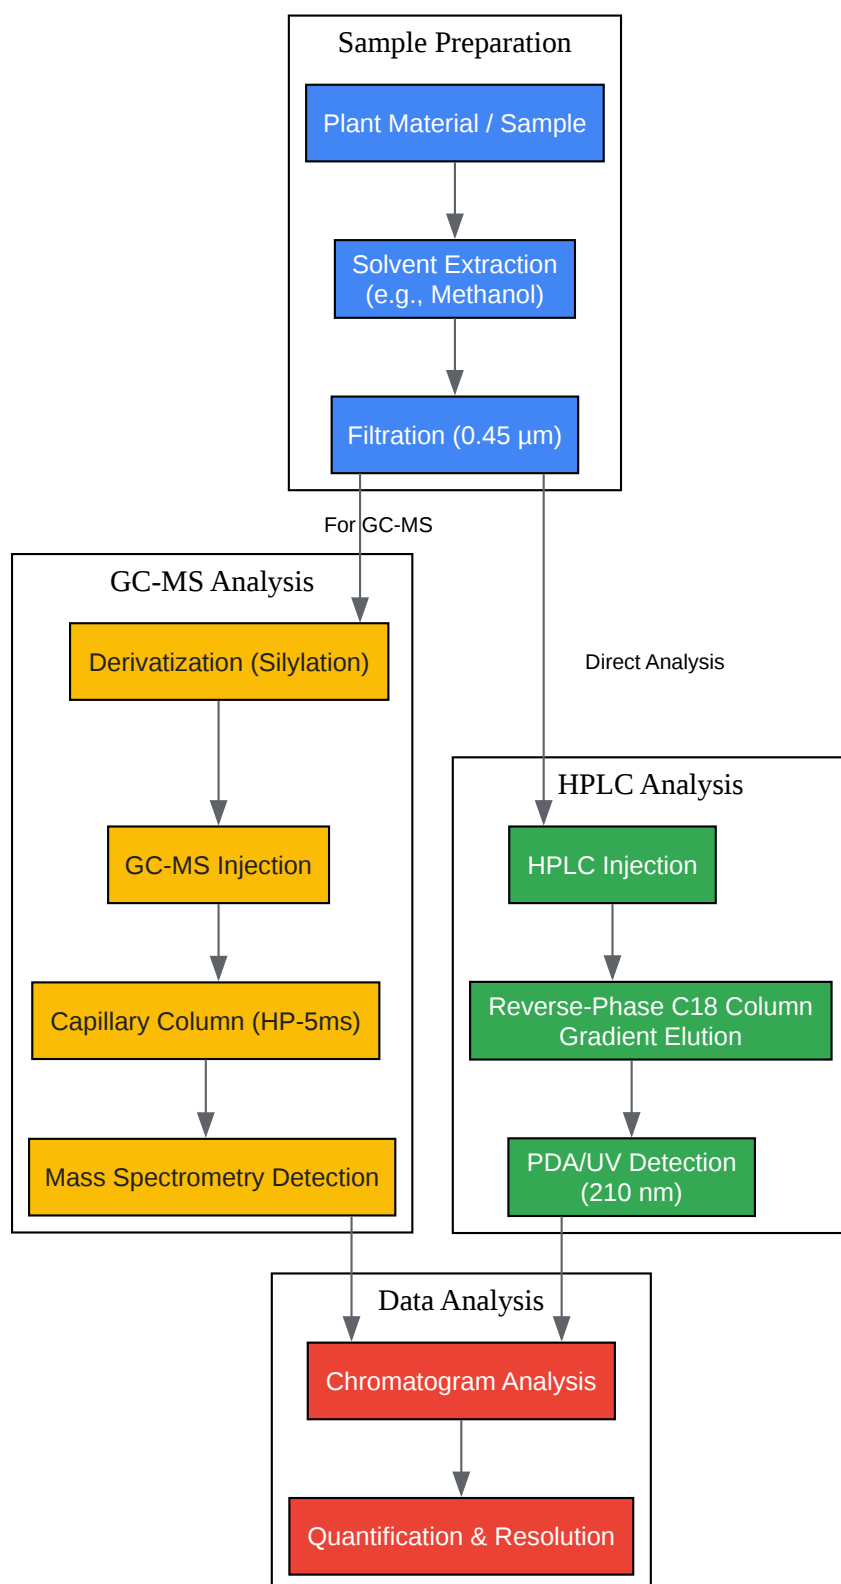 Sample Preparation
Plant Material / Sample
Solvent Extraction
(e.g., Methanol)
Filtration (0.45 µm)
For GC-MS
GC-MS Analysis
Derivatization (Silylation)
Direct Analysis
HPLC Analysis
GC-MS Injection
HPLC Injection
Capillary Column (HP-5ms)
Reverse-Phase C18 Column
Gradient Elution
Mass Spectrometry Detection
PDA/UV Detection
(210 nm)
Data Analysis
Chromatogram Analysis
Quantification & Resolution